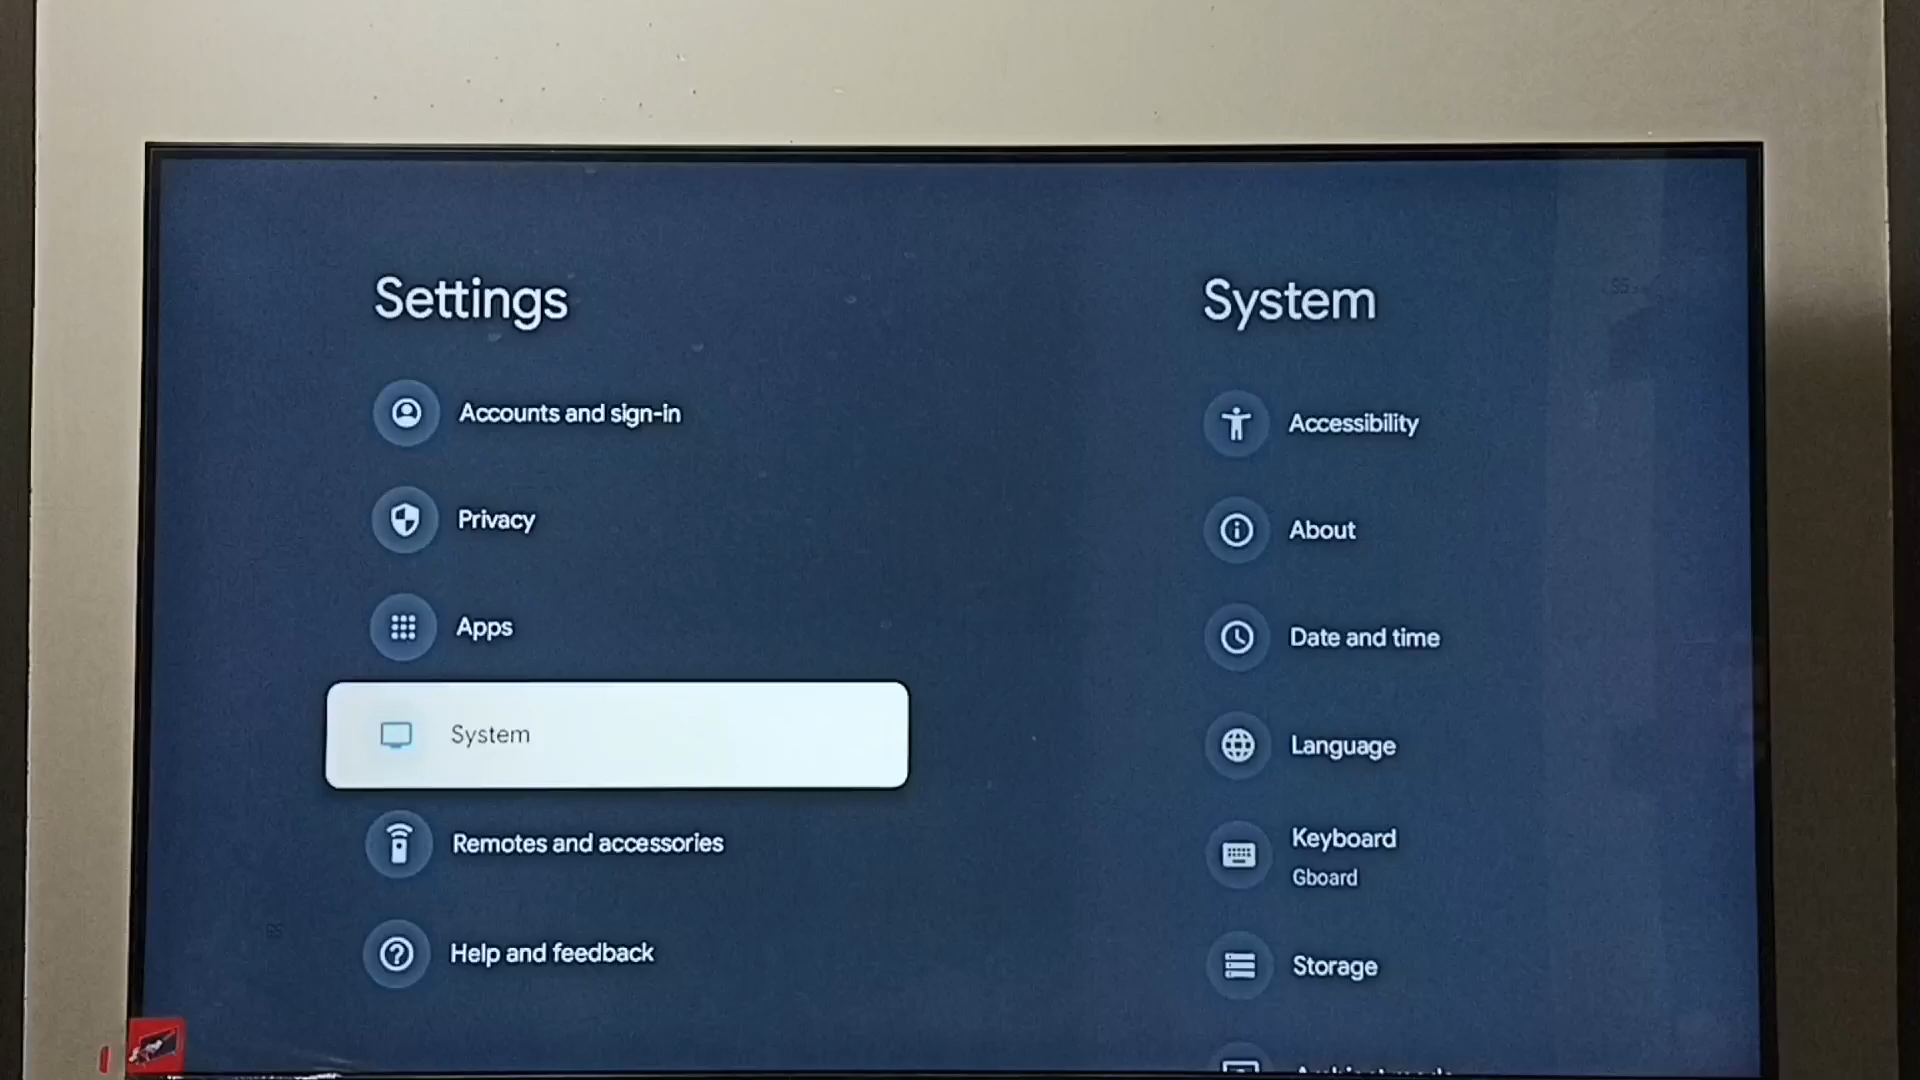 Settings
Accounts and sign-in
Privacy
Apps
System
Remotes and accessories
Help and feedback
System
Accessibility
About
Date and time
Language
Keyboard
Gboard
Storage